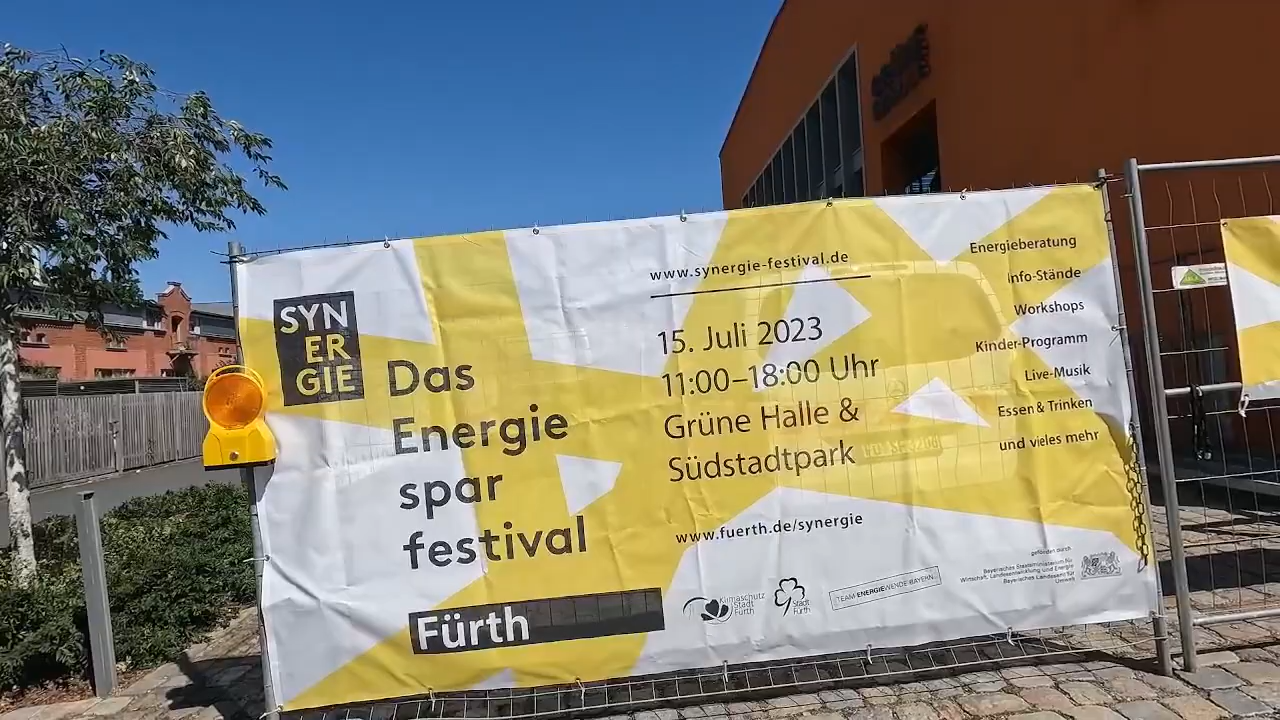 SYN
ER
GIE
Das
Energie
spar
festival
Fürth
www.synergie-festival.de
15. Juli 2023
11:00–18:00 Uhr
Grüne Halle &
Südstadtpark
www.fuerth.de/synergie
Energieberatung
Info-Stände
Workshops
Kinder-Programm
Live-Musik
Essen & Trinken
und vieles mehr
Klimaschutz
Stadt
Fürth
Stadt
Fürth
TEAM ENERGIEWENDE BAYERN
gefördert durch
Bayerisches Staatsministerium für
Wirtschaft, Landesentwicklung und Energie
Bayerisches Landesamt für
Umwelt